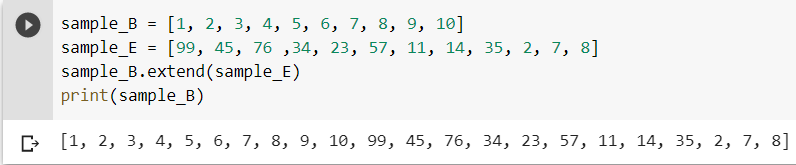 sample_B = [1, 2, 3, 4, 5, 6, 7, 8, 9, 10]
sample_E = [99, 45, 76 ,34, 23, 57, 11, 14, 35, 2, 7, 8]
sample_B.extend(sample_E)
print(sample_B)
[1, 2, 3, 4, 5, 6, 7, 8, 9, 10, 99, 45, 76, 34, 23, 57, 11, 14, 35, 2, 7, 8]